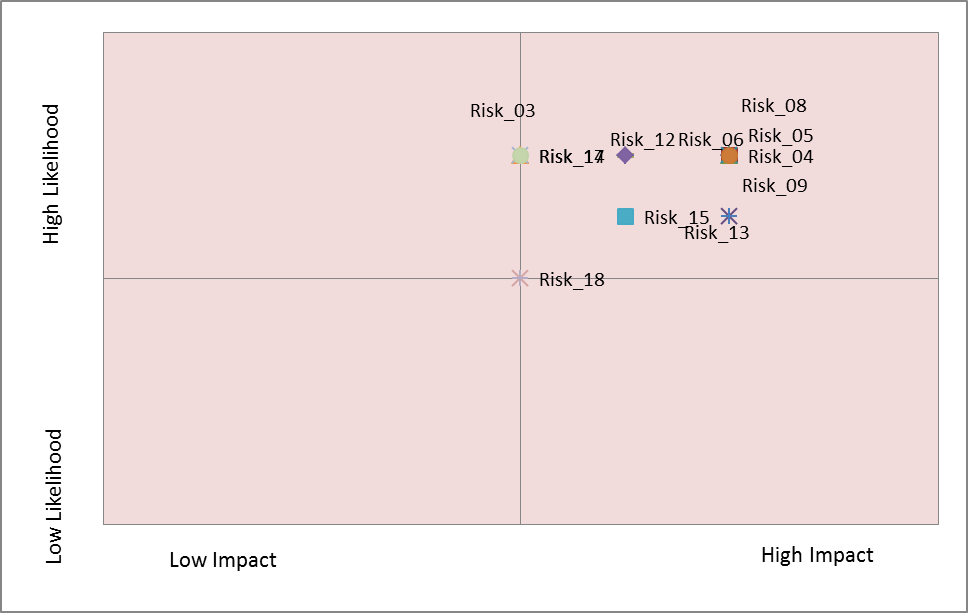 High Likelihood
Low Likelihood
Risk_03
Risk_08
Risk_12
Risk_06
Risk_05
Risk_04
Risk_09
Risk_15
Risk_13
Risk_18
Low Impact
High Impact